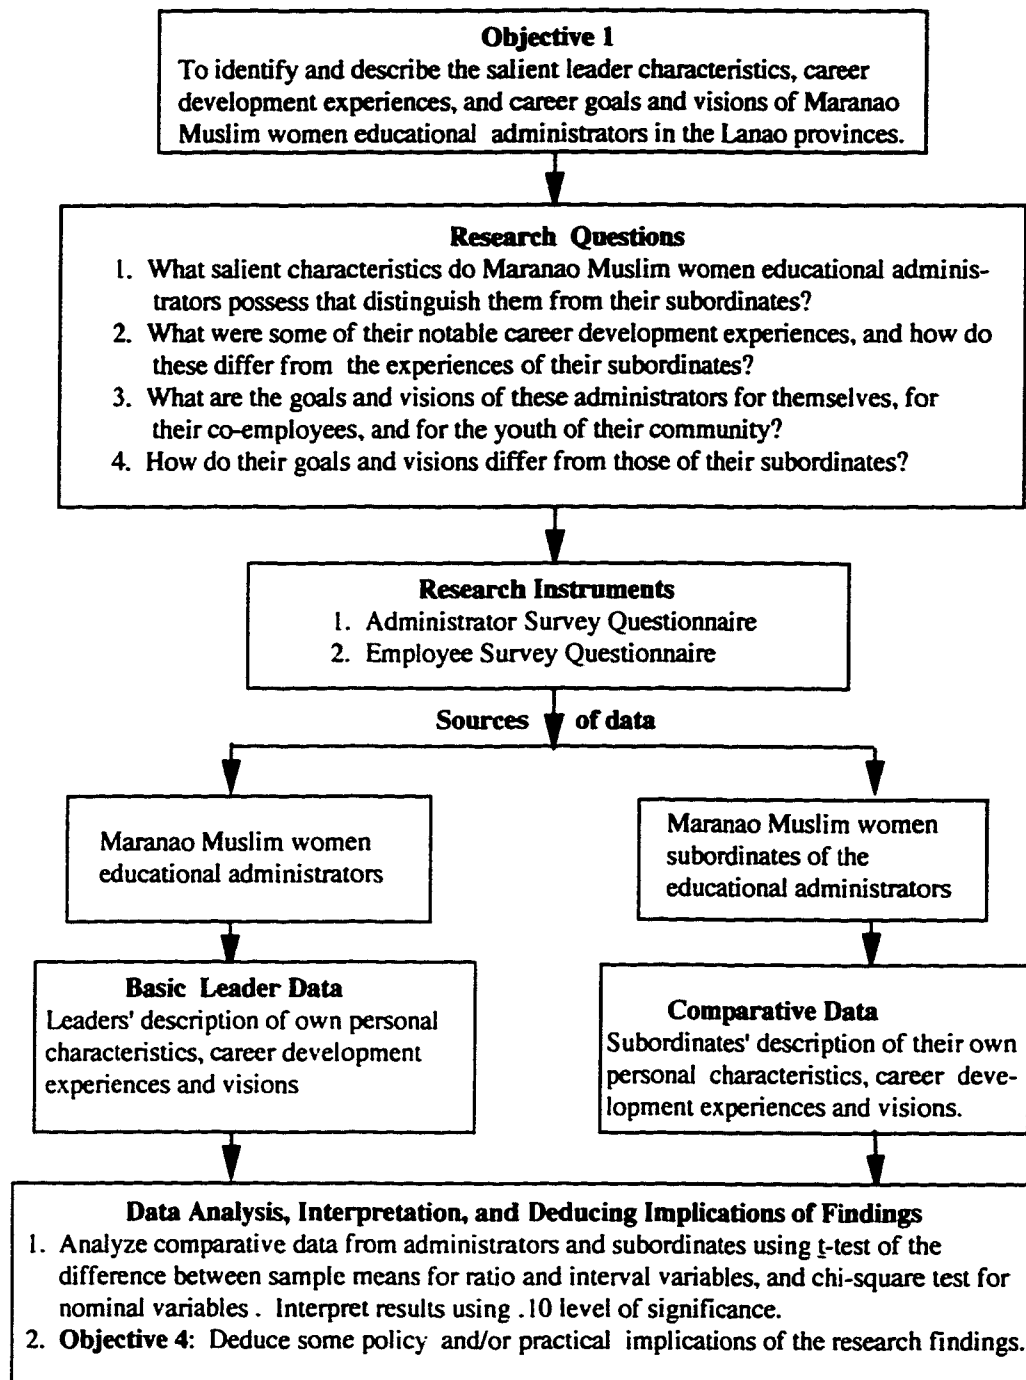 Objective 1
To identify and describe the salient leader characteristics, career
development experiences, and career goals and visions of Maranao
Muslim women educational administrators in the Lanao provinces.
Research Questions
1. What salient characteristics do Maranao Muslim women educational adminis-
trators possess that distinguish them from their subordinates?
2. What were some of their notable career development experiences, and how do
these differ from the experiences of their subordinates?
3. What are the goals and visions of these administrators for themselves, for
their co-employees, and for the youth of their community?
4. How do their goals and visions differ from those of their subordinates?
Research Instruments
1. Administrator Survey Questionnaire
2. Employee Survey Questionnaire
Sources of data
Maranao Muslim women
educational administrators
Maranao Muslim women
subordinates of the
educational administrators
Basic Leader Data
Leaders' description of own personal
characteristics, career development
experiences and visions
Comparative Data
Subordinates' description of their own
personal characteristics, career deve-
lopment experiences and visions.
Data Analysis, Interpretation, and Deducing Implications of Findings
1. Analyze comparative data from administrators and subordinates using t-test of the
difference between sample means for ratio and interval variables, and chi-square test for
nominal variables. Interpret results using .10 level of significance.
2. Objective 4: Deduce some policy and/or practical implications of the research findings.